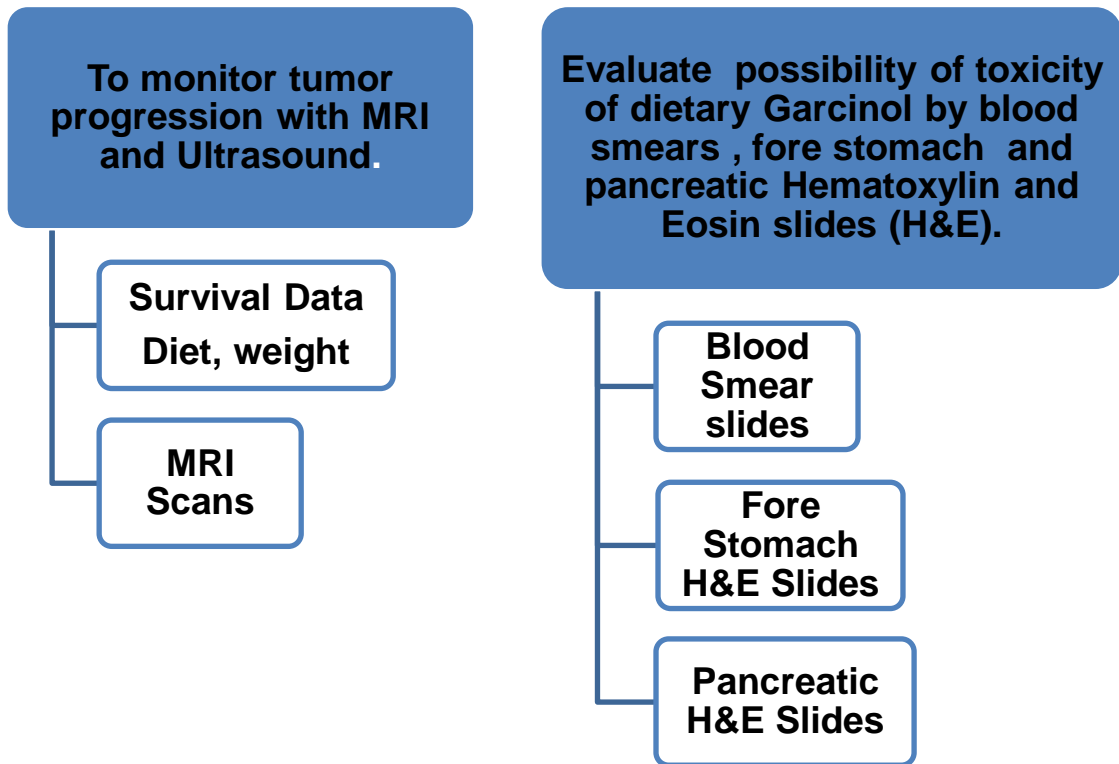 To monitor tumor
progression with MRI
and Ultrasound.
Survival Data
Diet, weight
MRI
Scans
Evaluate possibility of toxicity
of dietary Garcinol by blood
smears , fore stomach and
pancreatic Hematoxylin and
Eosin slides (H&E).
Blood
Smear
slides
Fore
Stomach
H&E Slides
Pancreatic
H&E Slides